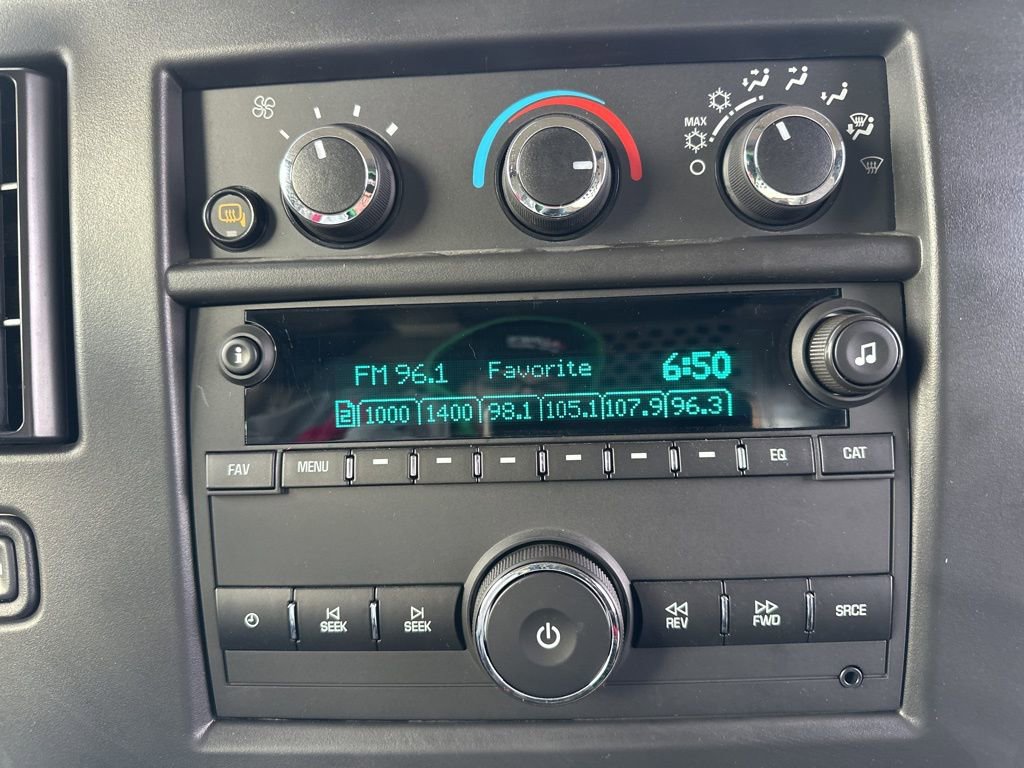 MAX
i
FM 96.1 Favorite 6:50
1000 1400 98.1 105.1 107.9 96.3
FAV MENU EQ CAT
SEEK SEEK REV FWD SRCE